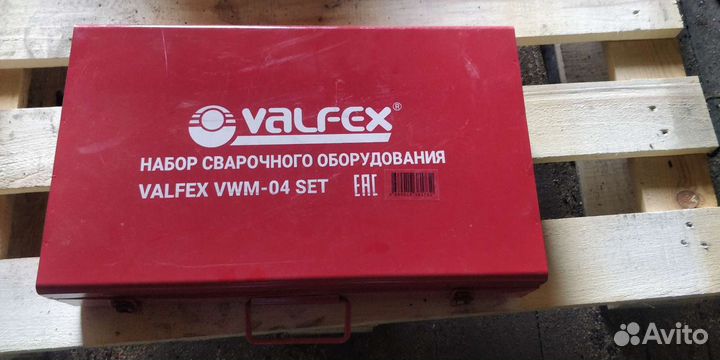 VALFEX®
НАБОР СВАРОЧНОГО ОБОРУДОВАНИЯ
VALFEX VWM-04 SET EAC
Avito